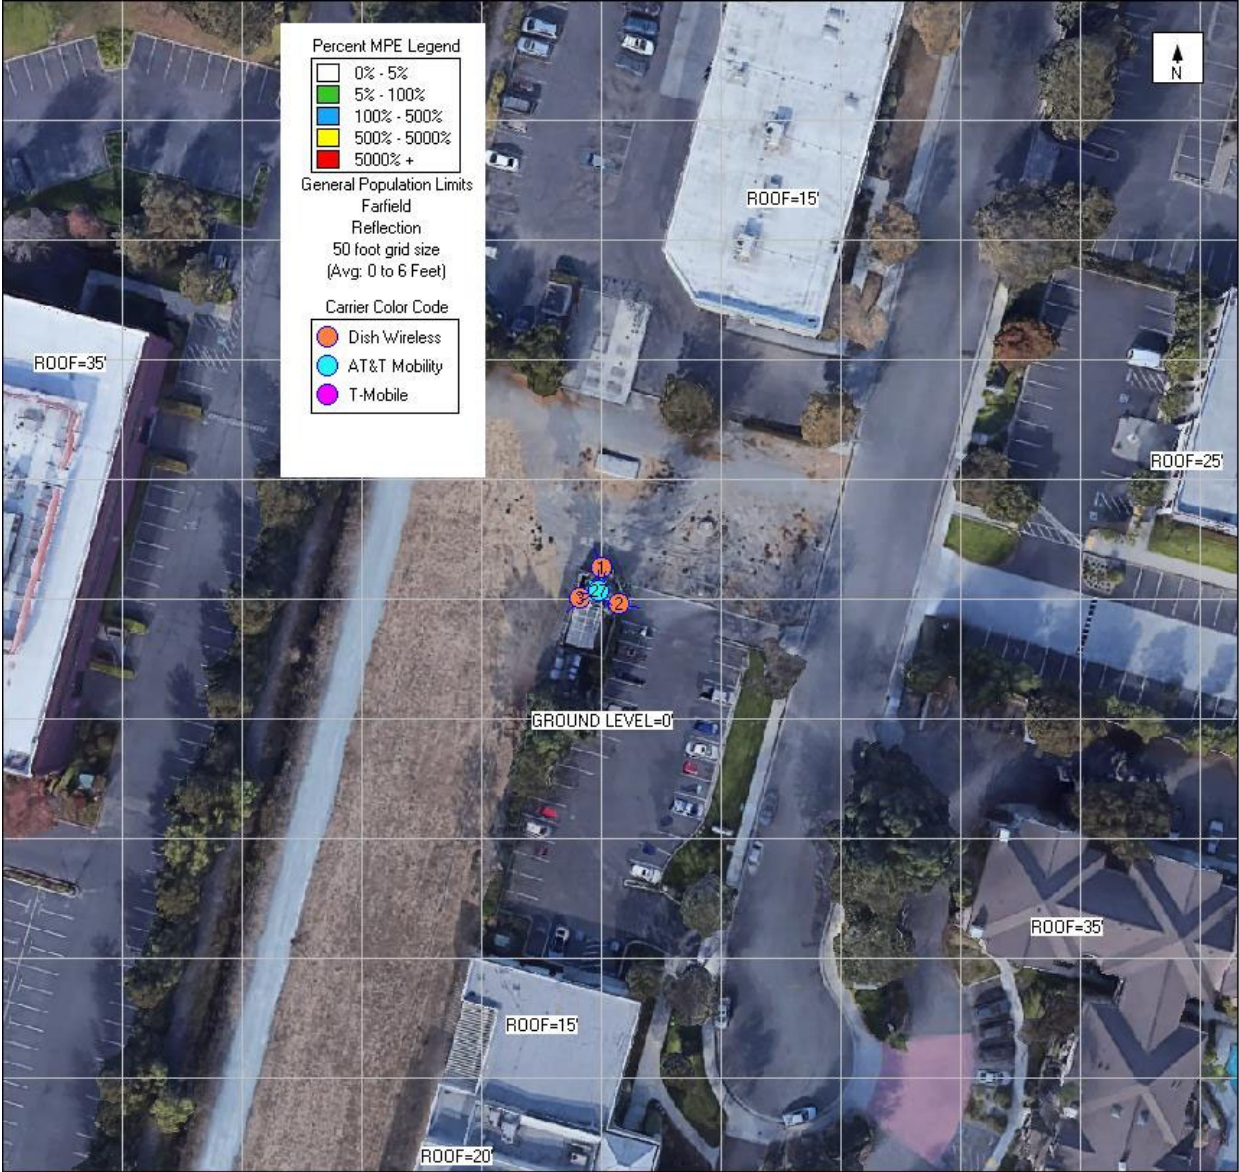 Percent MPE Legend
0% - 5%
5% - 100%
100% - 500%
500% - 5000%
5000% +
General Population Limits
Farfield
Reflection
50 foot grid size
(Avg: 0 to 6 Feet)
Carrier Color Code
Dish Wireless
AT&T Mobility
T-Mobile
N
ROOF=15'
ROOF=35'
ROOF=25'
1
3
2
GROUND LEVEL=0'
ROOF=35'
ROOF=15'
ROOF=20'